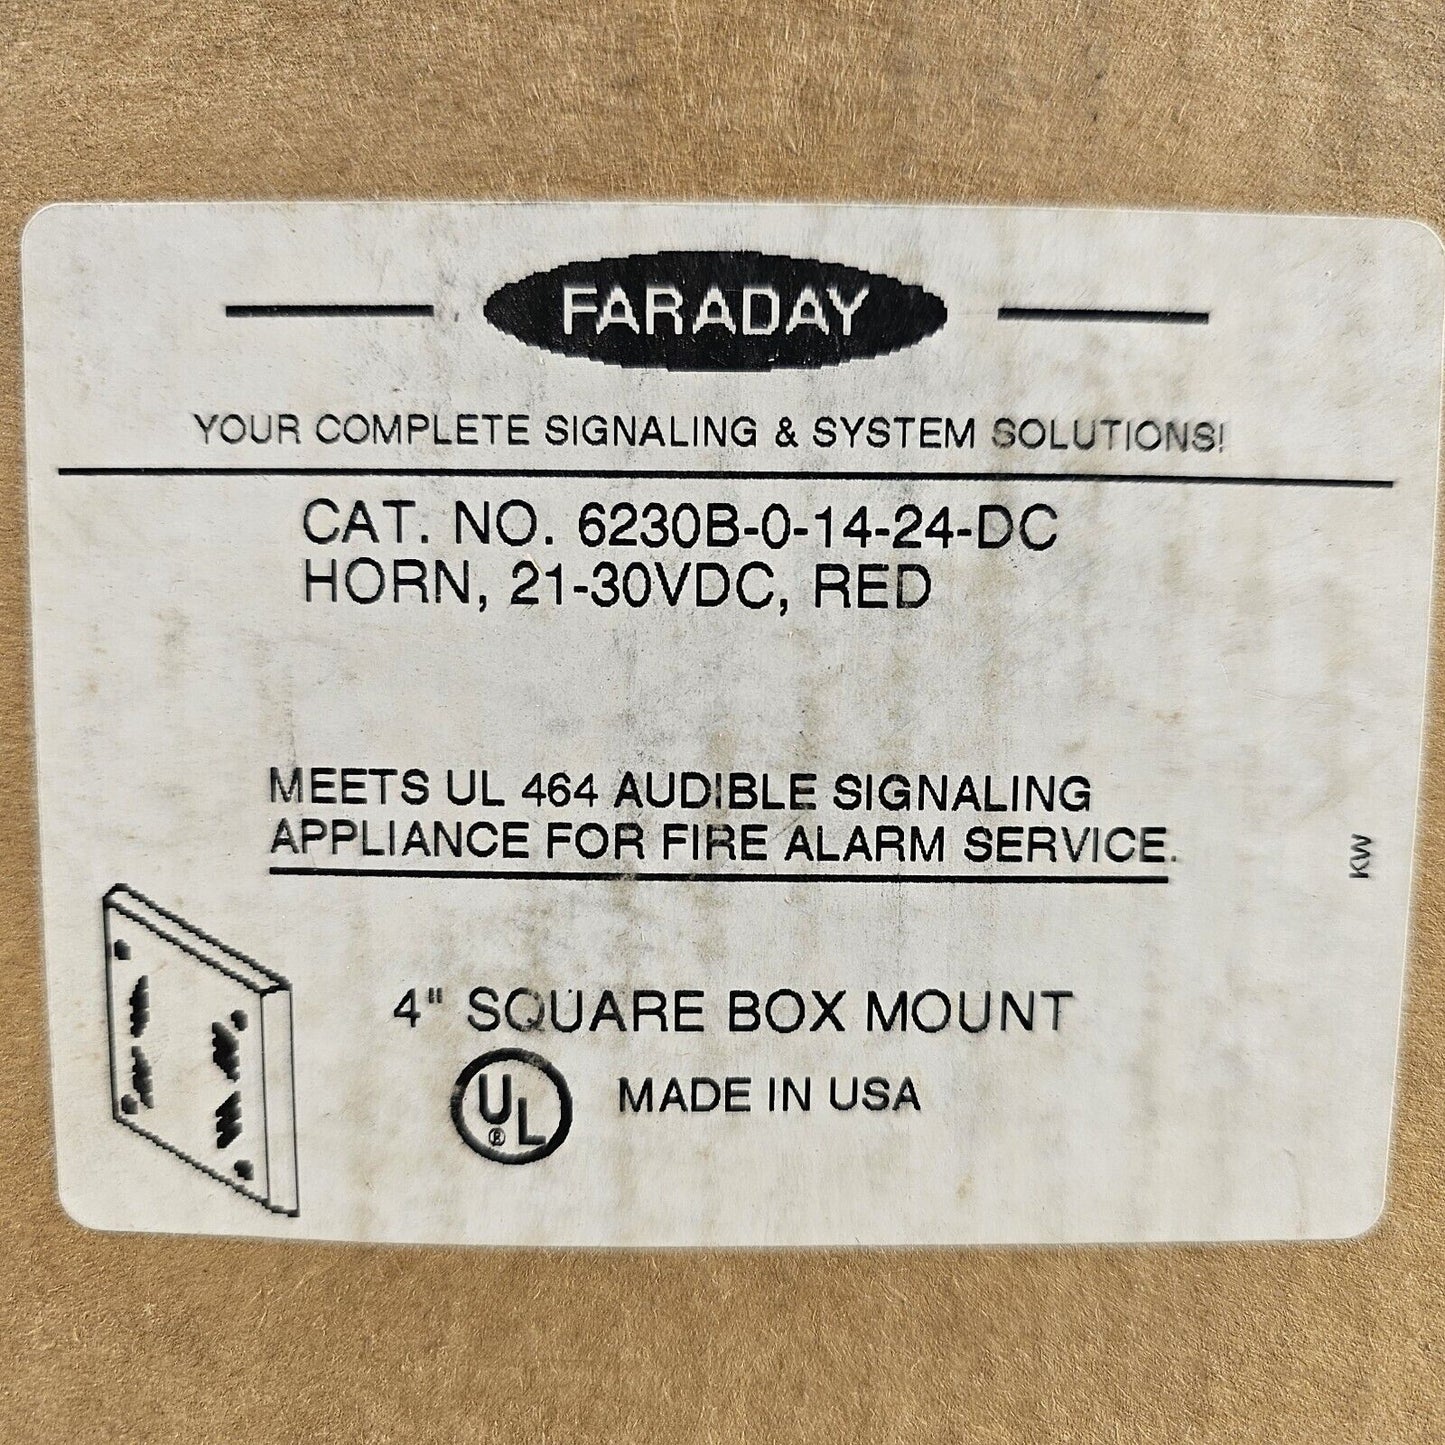 FARADAY
YOUR COMPLETE SIGNALING & SYSTEM SOLUTIONS!
CAT. NO. 6230B-0-14-24-DC
HORN, 21-30VDC, RED
MEETS UL 464 AUDIBLE SIGNALING
APPLIANCE FOR FIRE ALARM SERVICE.
KW
4" SQUARE BOX MOUNT
UL ®
MADE IN USA